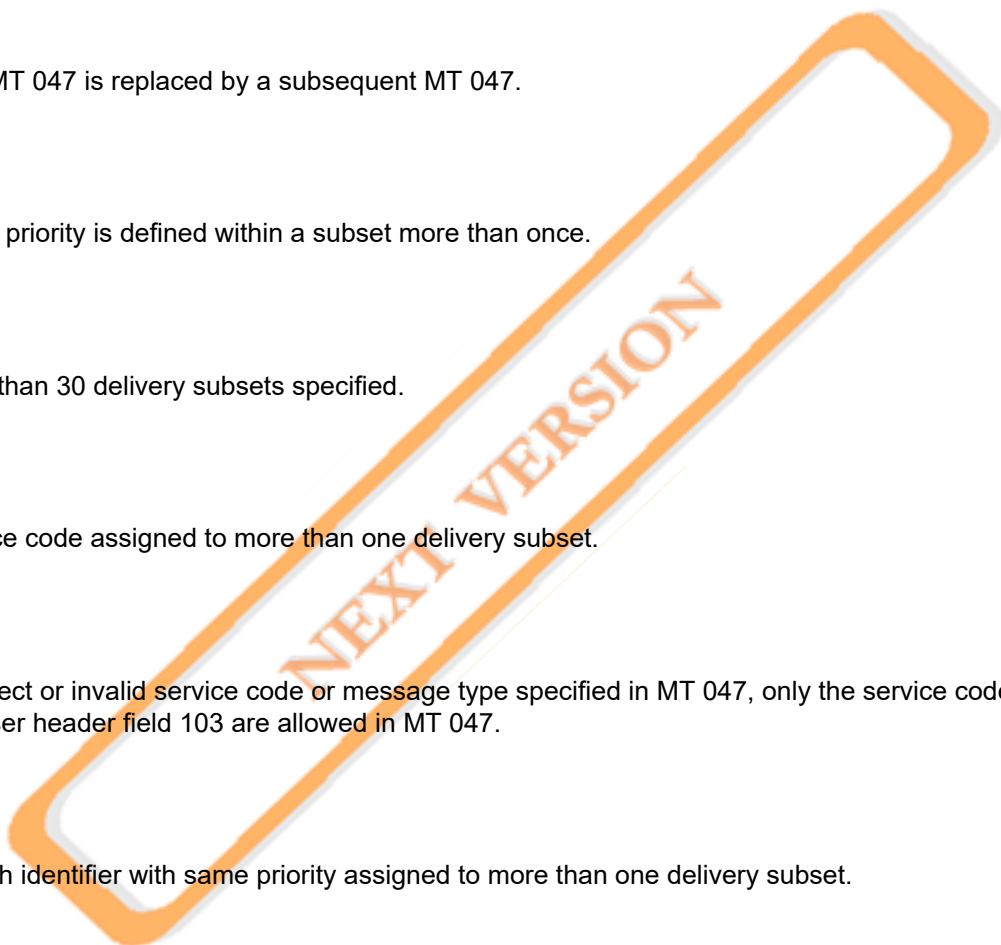 MT 047 is replaced by a subsequent MT 047.
priority is defined within a subset more than once.
than 30 delivery subsets specified.
code assigned to more than one delivery subset.
or invalid service code or message type specified in MT 047, only the service code
header field 103 are allowed in MT 047.
identifier with same priority assigned to more than one delivery subset.
NEXT VERSION